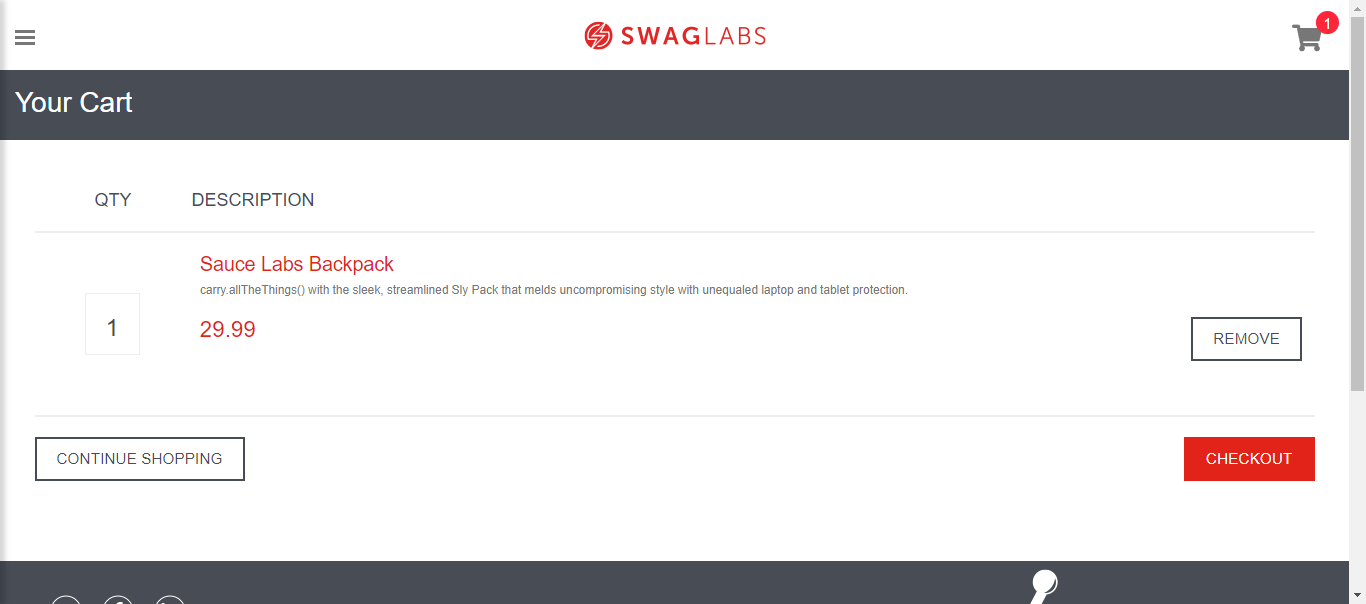 SWAGLABS
1
Your Cart
QTY DESCRIPTION
Sauce Labs Backpack
carry.allTheThings() with the sleek, streamlined Sly Pack that melds uncompromising style with unequaled laptop and tablet protection.
1
29.99
REMOVE
CONTINUE SHOPPING
CHECKOUT